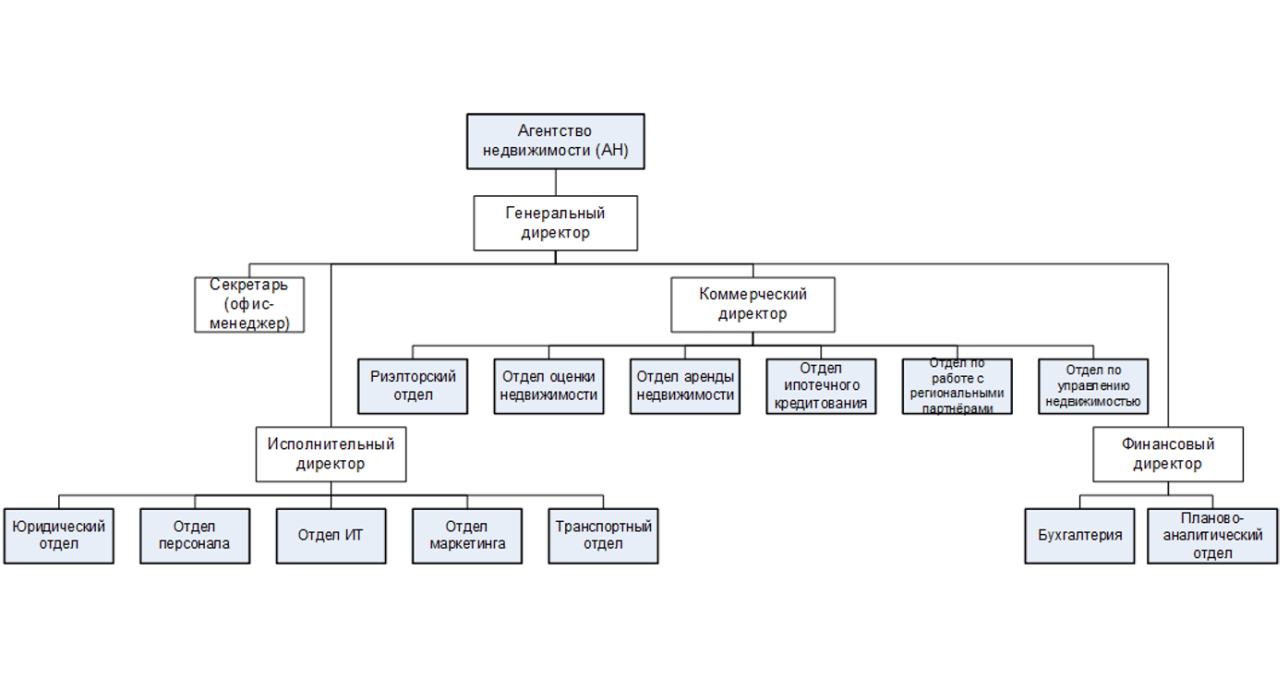 Агентство
недвижимости (АН)
Генеральный
директор
Секретарь
(офис-
менеджер)
Коммерческий
директор
Риэлторский
отдел
Отдел оценки
недвижимости
Отдел аренды
недвижимости
Отдел
ипотечного
кредитования
Отдел по
работе с
региональными
партнёрами
Отдел по
управлению
недвижимостью
Исполнительный
директор
Финансовый
директор
Юридический
отдел
Отдел
персонала
Отдел ИТ
Отдел
маркетинга
Транспортный
отдел
Бухгалтерия
Планово-
аналитический
отдел